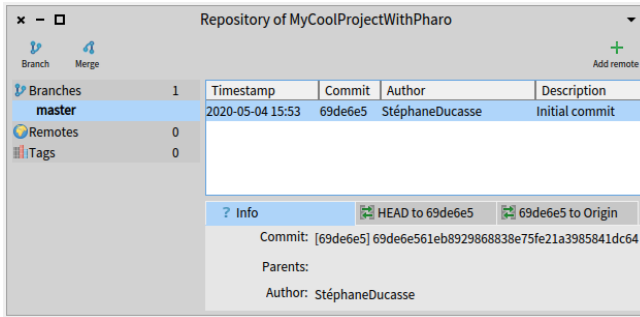 Repository of MyCoolProjectWithPharo
Branch Merge Add remote
Branches 1
master
Remotes 0
Tags 0
Timestamp Commit Author Description
2020-05-04 15:53 69de6e5 StéphaneDucasse Initial commit
? Info HEAD to 69de6e5 69de6e5 to Origin
Commit: [69de6e5] 69de6e561eb8929868838e75fe21a3985841dc64
Parents:
Author: StéphaneDucasse